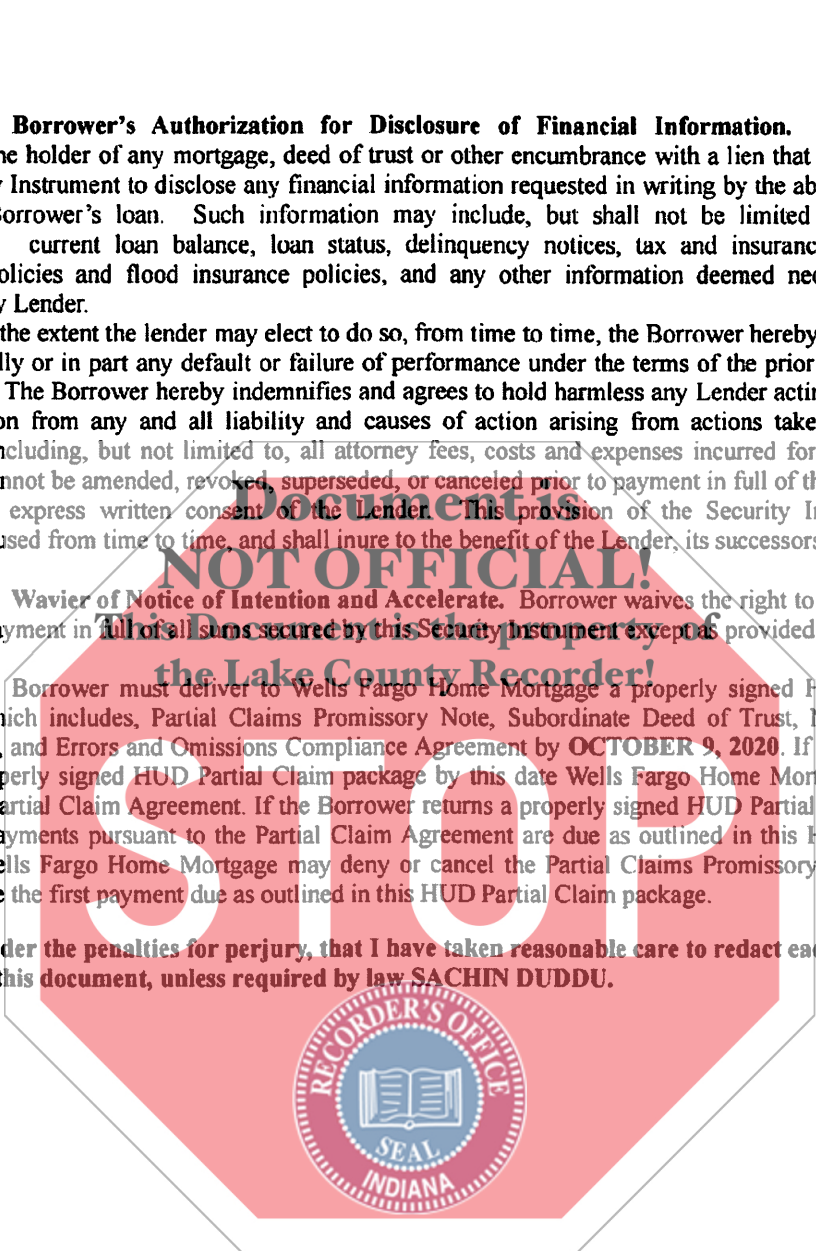 Borrower's Authorization for Disclosure of Financial Information.
he holder of any mortgage, deed of trust or other encumbrance with a lien that
y Instrument to disclose any financial information requested in writing by the ab
Borrower's loan. Such information may include, but shall not be limited
current loan balance, loan status, delinquency notices, tax and insuranc
olicies and flood insurance policies, and any other information deemed nec
y Lender.
the extent the lender may elect to do so, from time to time, the Borrower hereby
lly or in part any default or failure of performance under the terms of the prior
The Borrower hereby indemnifies and agrees to hold harmless any Lender actin
on from any and all liability and causes of action arising from actions take
ncluding, but not limited to, all attorney fees, costs and expenses incurred for
nnot be amended, revoked, superseded, or canceled prior to payment in full of th
express written consent of the Lender. This provision of the Security In
used from time to time, and shall inure to the benefit of the Lender, its successors
Document is
NOT OFFICIAL!
This Document is the property of
the Lake County Recorder!
Wavier of Notice of Intention and Accelerate. Borrower waives the right to
yment in full of all sums secured by this Security Instrument except as provided
Borrower must deliver to Wells Fargo Home Mortgage a properly signed H
ich includes, Partial Claims Promissory Note, Subordinate Deed of Trust, N
, and Errors and Omissions Compliance Agreement by OCTOBER 9, 2020. If
perly signed HUD Partial Claim package by this date Wells Fargo Home Mor
artial Claim Agreement. If the Borrower returns a properly signed HUD Partial
ayments pursuant to the Partial Claim Agreement are due as outlined in this H
ells Fargo Home Mortgage may deny or cancel the Partial Claims Promissory
e the first payment due as outlined in this HUD Partial Claim package.
STOP
der the penalties for perjury, that I have taken reasonable care to redact eac
this document, unless required by law SACHIN DUDDU.
RECORDER'S OFFICE
SEAL
INDIANA